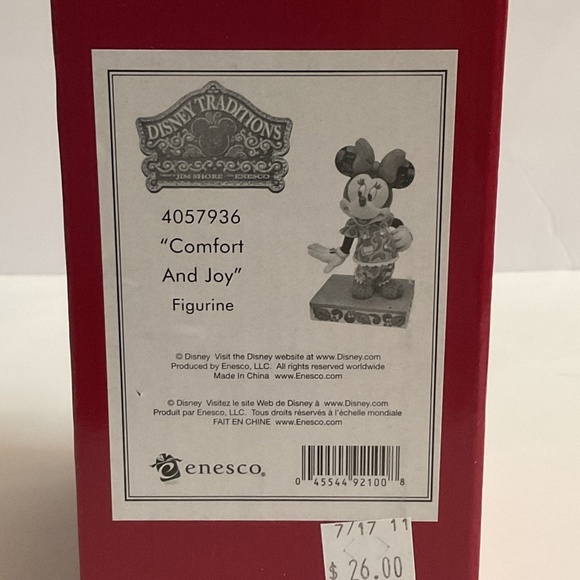 DISNEY TRADITIONS
JIM SHORE ENESCO
4057936
“Comfort
And Joy”
Figurine
© Disney Visit the Disney website at www.Disney.com
Produced by Enesco, LLC. All rights reserved worldwide
Made In China www.Enesco.com
© Disney Visitez le site Web de Disney à www.Disney.com
Produit par Enesco, LLC. Tous droits réservés à l'échelle mondiale
FAIT EN CHINE www.Enesco.com
enesco®
0 45544 92100 8
7/17 11
$ 26.00